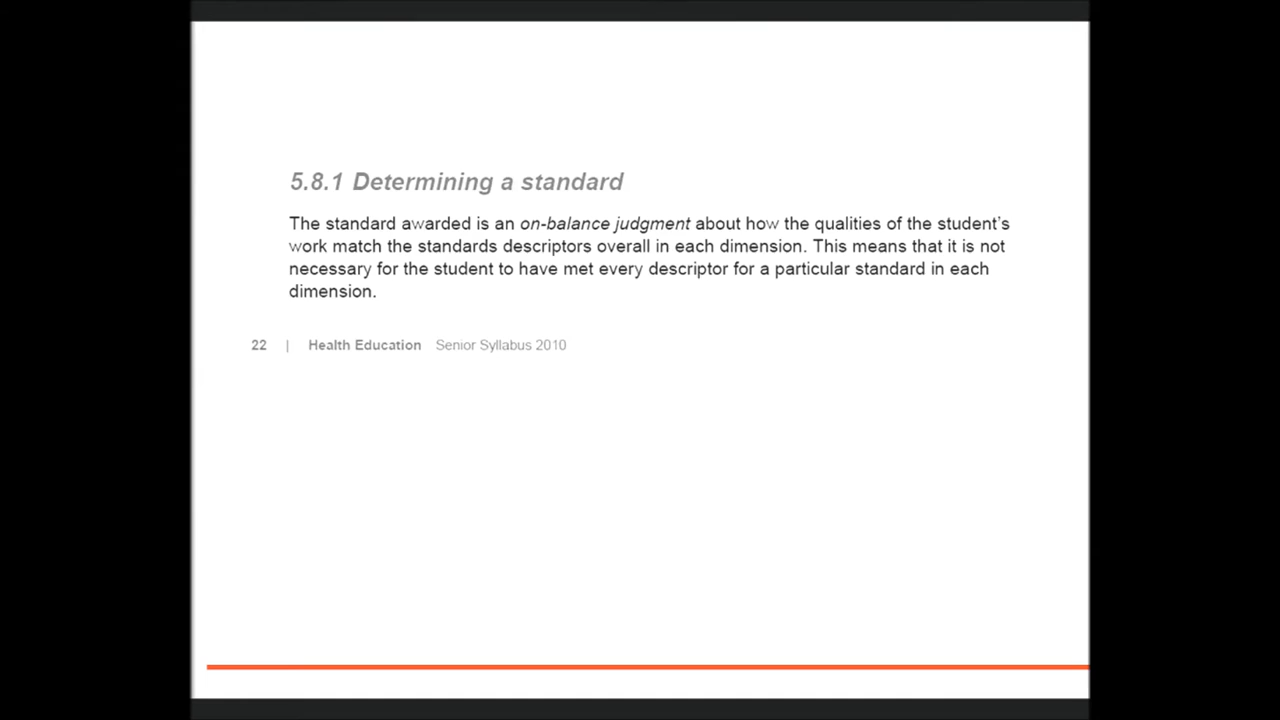 5.8.1 Determining a standard
The standard awarded is an on-balance judgment about how the qualities of the student's
work match the standards descriptors overall in each dimension. This means that it is not
necessary for the student to have met every descriptor for a particular standard in each
dimension.
22 | Health Education Senior Syllabus 2010